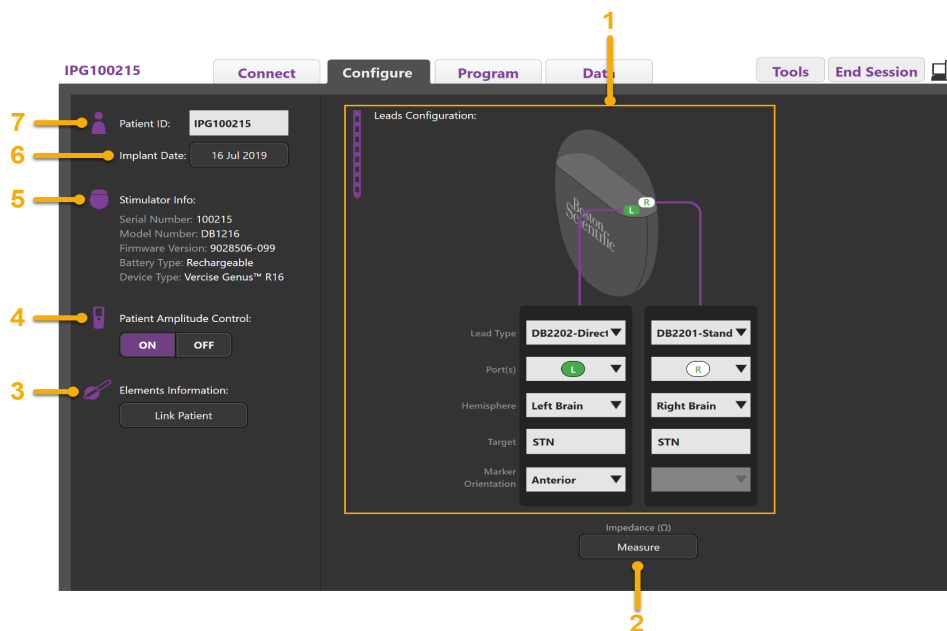 1
IPG100215
Connect
Configure
Program
Data
Tools
End Session
7
Patient ID:
IPG100215
6
Implant Date:
16 Jul 2019
5
Stimulator Info:
Serial Number: 100215
Model Number: DB1216
Firmware Version: 9028506-099
Battery Type: Rechargeable
Device Type: Vercise Genus™ R16
4
Patient Amplitude Control:
ON
OFF
3
Elements Information:
Link Patient
Leads Configuration:
Boston
Scientific
L
R
Lead Type
DB2202-Direct
DB2201-Stand
Port(s)
L
R
Hemisphere
Left Brain
Right Brain
Target
STN
STN
Marker
Orientation
Anterior
Impedance (Ω)
Measure
2